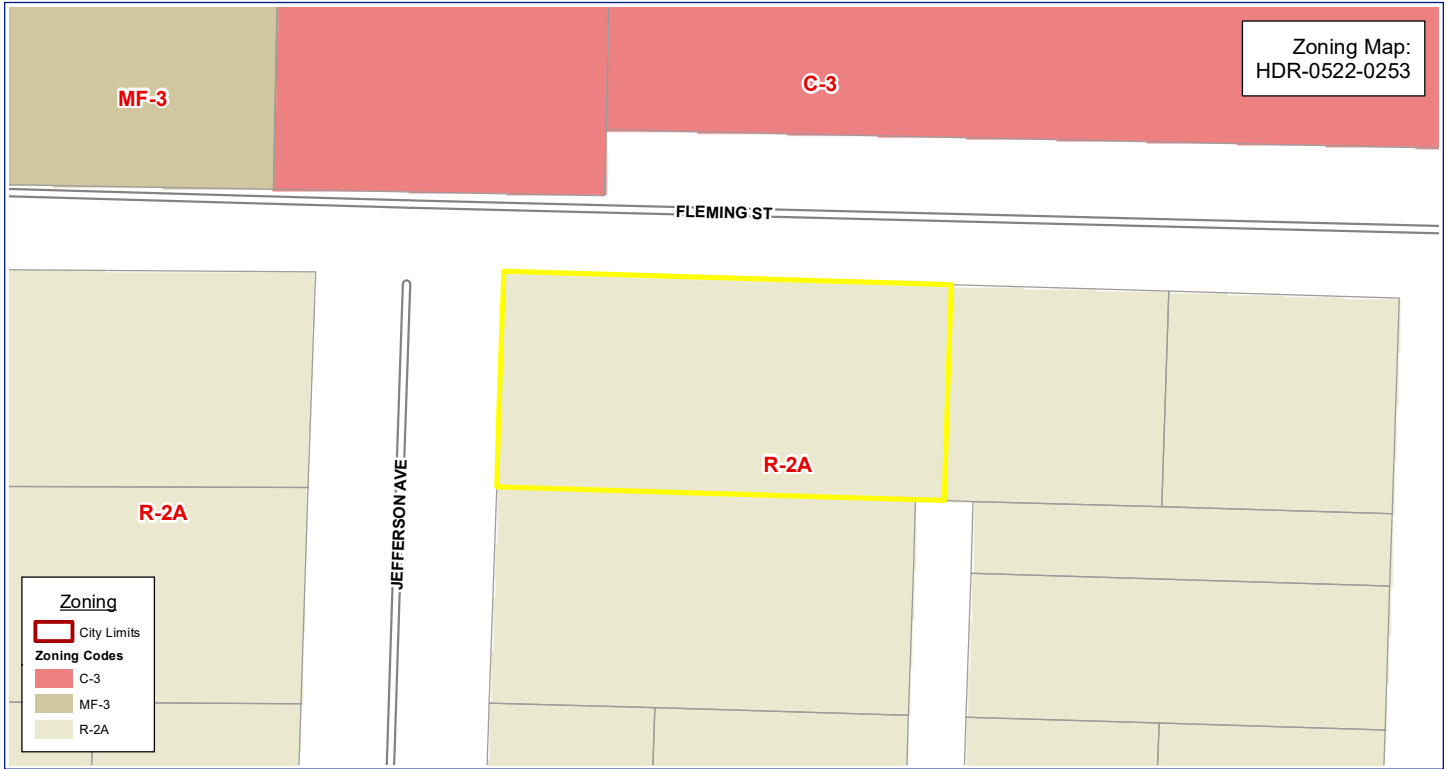 Zoning Map:
HDR-0522-0253
C-3
MF-3
FLEMING ST
R-2A
R-2A
JEFFERSON AVE
Zoning
City Limits
Zoning Codes
C-3
MF-3
R-2A